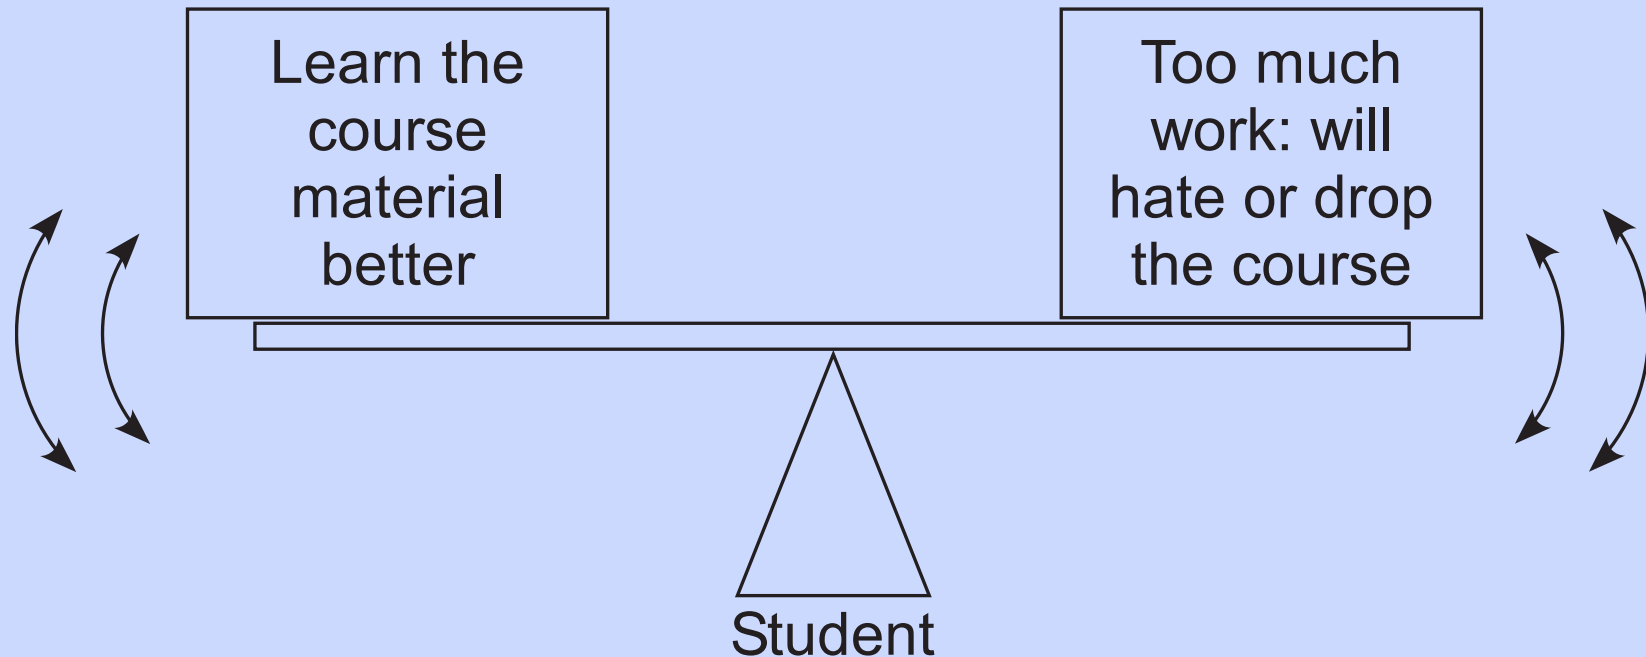 Learn the
course
material
better
Too much
work: will
hate or drop
the course
Student